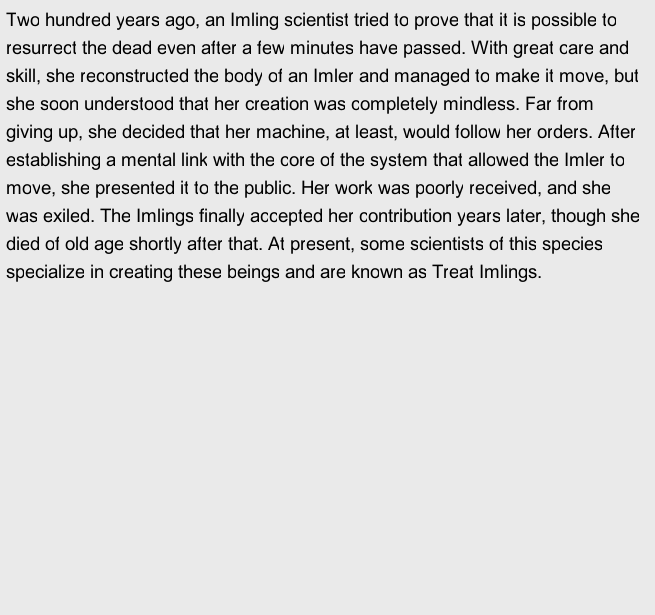 Two hundred years ago, an Imling scientist tried to prove that it is possible to
resurrect the dead even after a few minutes have passed. With great care and
skill, she reconstructed the body of an Imler and managed to make it move, but
she soon understood that her creation was completely mindless. Far from
giving up, she decided that her machine, at least, would follow her orders. After
establishing a mental link with the core of the system that allowed the Imler to
move, she presented it to the public. Her work was poorly received, and she
was exiled. The Imlings finally accepted her contribution years later, though she
died of old age shortly after that. At present, some scientists of this species
specialize in creating these beings and are known as Treat Imlings.